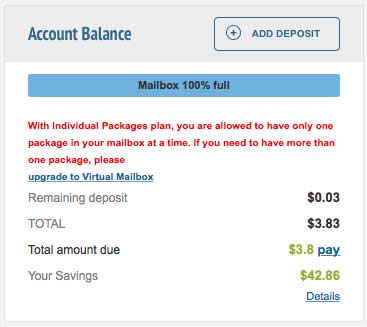 Account Balance
ADD DEPOSIT
Mailbox 100% full
With Individual Packages plan, you are allowed to have only one
package in your mailbox at a time. If you need to have more than
one package, please
upgrade to Virtual Mailbox
Remaining deposit $0.03
TOTAL $3.83
Total amount due $3.8 pay
Your Savings $42.86
Details